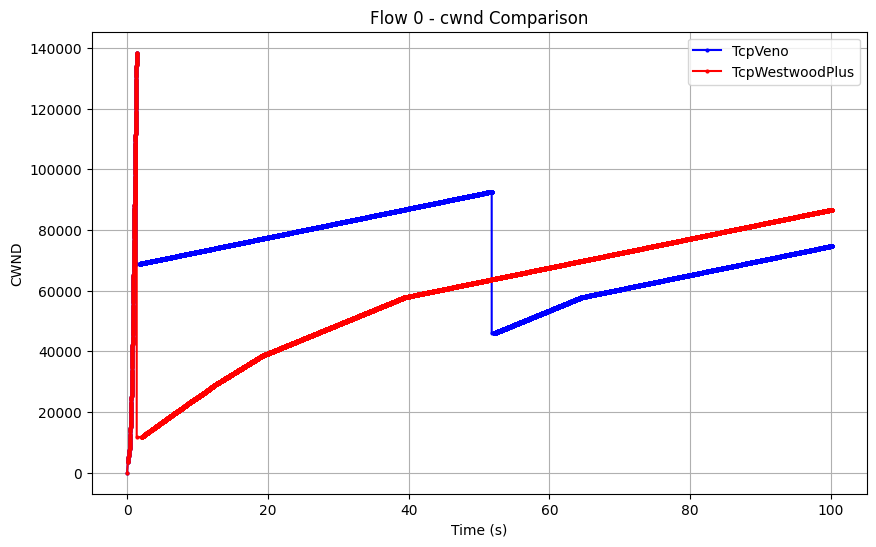 Flow 0 - cwnd Comparison
TcpVeno
TcpWestwoodPlus
CWND
140000
120000
100000
80000
60000
40000
20000
0
0 20 40 60 80 100
Time (s)